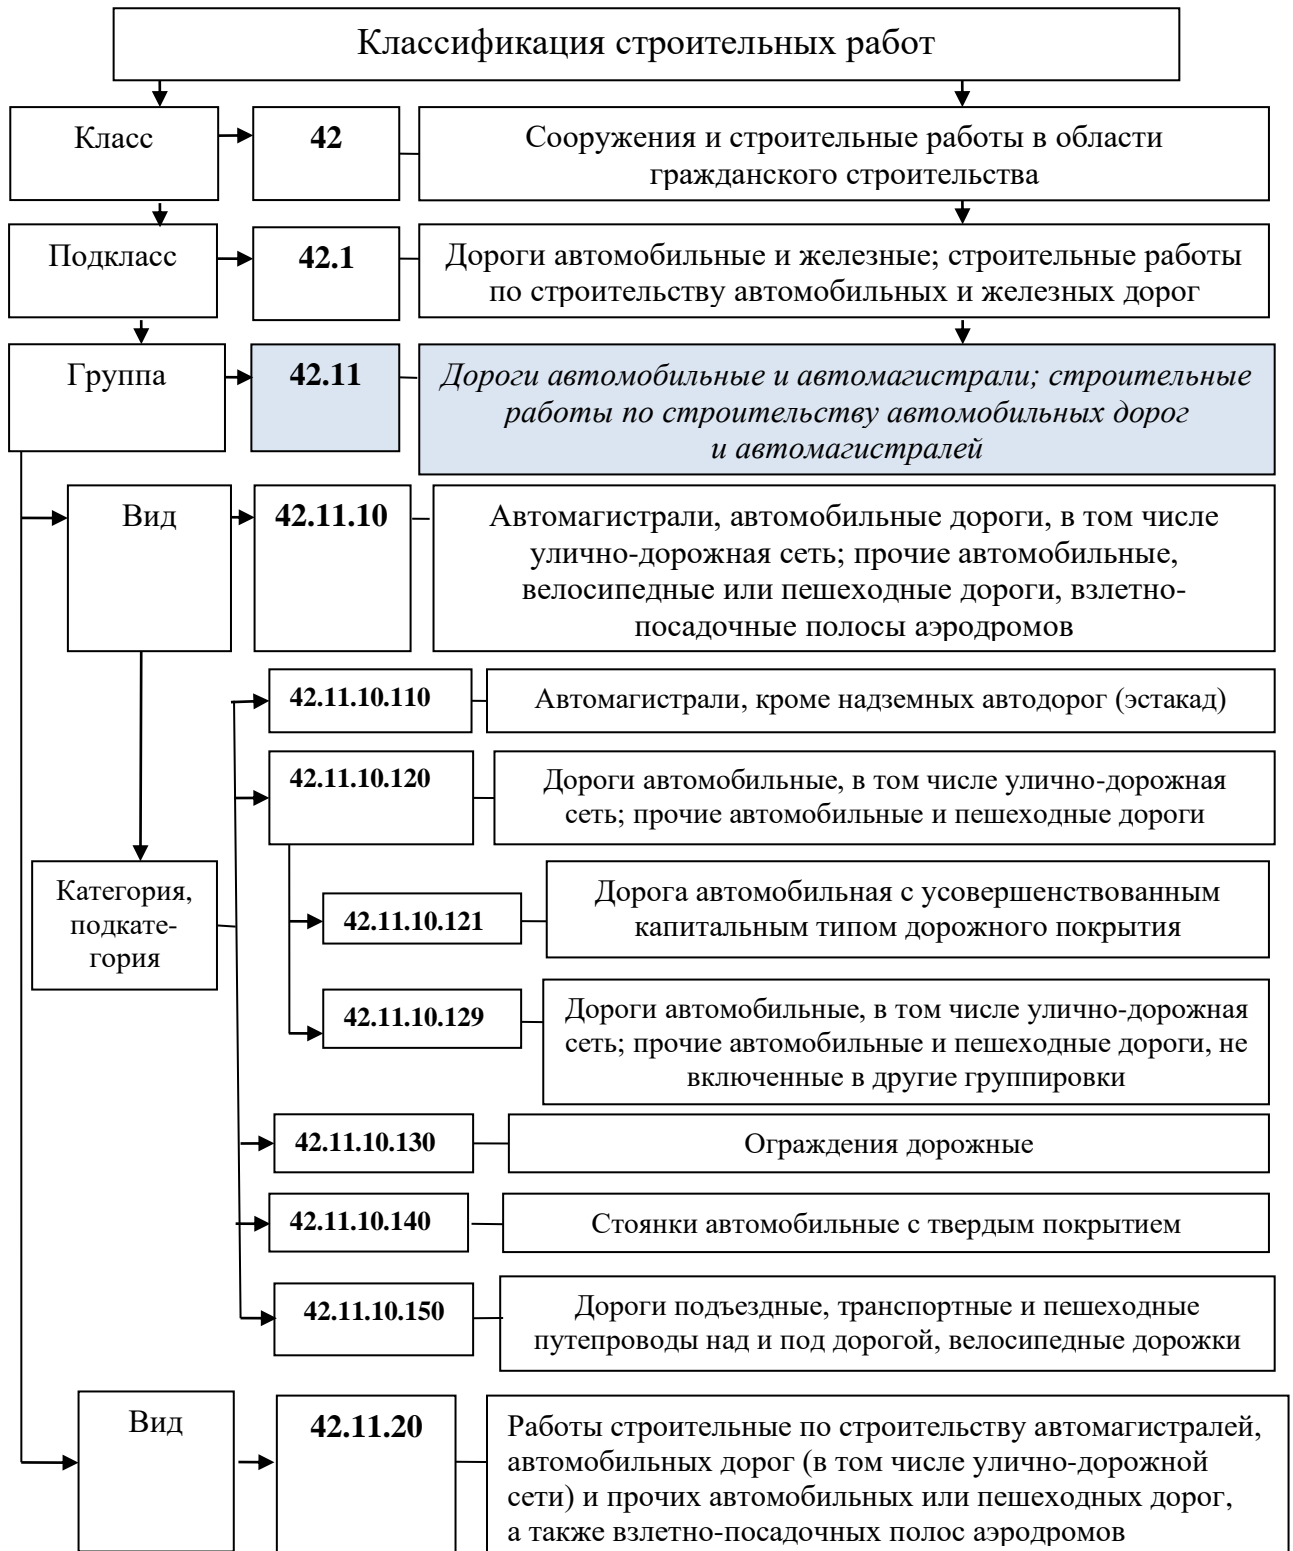 Классификация строительных работ
Класс
42
Сооружения и строительные работы в области
гражданского строительства
Подкласс
42.1
Дороги автомобильные и железные; строительные работы
по строительству автомобильных и железных дорог
Группа
42.11
Дороги автомобильные и автомагистрали; строительные
работы по строительству автомобильных дорог
и автомагистралей
Вид
42.11.10
Автомагистрали, автомобильные дороги, в том числе
улично-дорожная сеть; прочие автомобильные,
велосипедные или пешеходные дороги, взлетно-
посадочные полосы аэродромов
42.11.10.110
Автомагистрали, кроме надземных автодорог (эстакад)
42.11.10.120
Дороги автомобильные, в том числе улично-дорожная
сеть; прочие автомобильные и пешеходные дороги
Категория,
подкате-
гория
42.11.10.121
Дорога автомобильная с усовершенствованным
капитальным типом дорожного покрытия
42.11.10.129
Дороги автомобильные, в том числе улично-дорожная
сеть; прочие автомобильные и пешеходные дороги, не
включенные в другие группировки
42.11.10.130
Ограждения дорожные
42.11.10.140
Стоянки автомобильные с твердым покрытием
42.11.10.150
Дороги подъездные, транспортные и пешеходные
путепроводы над и под дорогой, велосипедные дорожки
Вид
42.11.20
Работы строительные по строительству автомагистралей,
автомобильных дорог (в том числе улично-дорожной
сети) и прочих автомобильных или пешеходных дорог,
а также взлетно-посадочных полос аэродромов